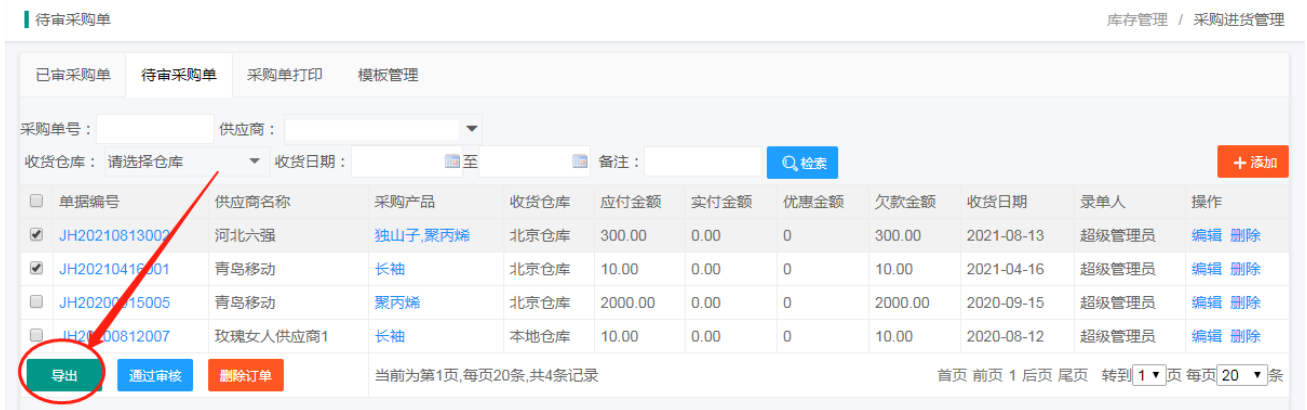 待审采购单 库存管理 / 采购进货管理
已审采购单 待审采购单 采购单打印 模板管理
采购单号： 供应商：
收货仓库： 请选择仓库 收货日期： 至 备注： 检索 添加
单据编号 供应商名称 采购产品 收货仓库 应付金额 实付金额 优惠金额 欠款金额 收货日期 录单人 操作
JH20210813002 河北六强 独山子,聚丙烯 北京仓库 300.00 0.00 0 300.00 2021-08-13 超级管理员 编辑 删除
JH20210416001 青岛移动 长袖 北京仓库 10.00 0.00 0 10.00 2021-04-16 超级管理员 编辑 删除
JH20200915005 青岛移动 聚丙烯 北京仓库 2000.00 0.00 0 2000.00 2020-09-15 超级管理员 编辑 删除
JH20200812007 玫瑰女人供应商1 长袖 本地仓库 10.00 0.00 0 10.00 2020-08-12 超级管理员 编辑 删除
导出 通过审核 删除订单 当前为第1页,每页20条,共4条记录 首页 前页 1 后页 尾页 转到 1 页 每页 20 条